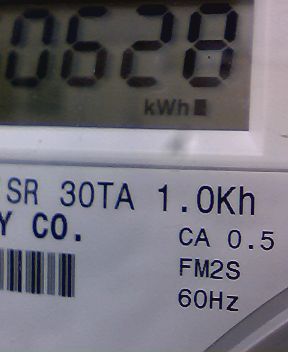 0628
kWh
SR 30TA 1.0Kh
Y CO.
CA 0.5
FM2S
60Hz